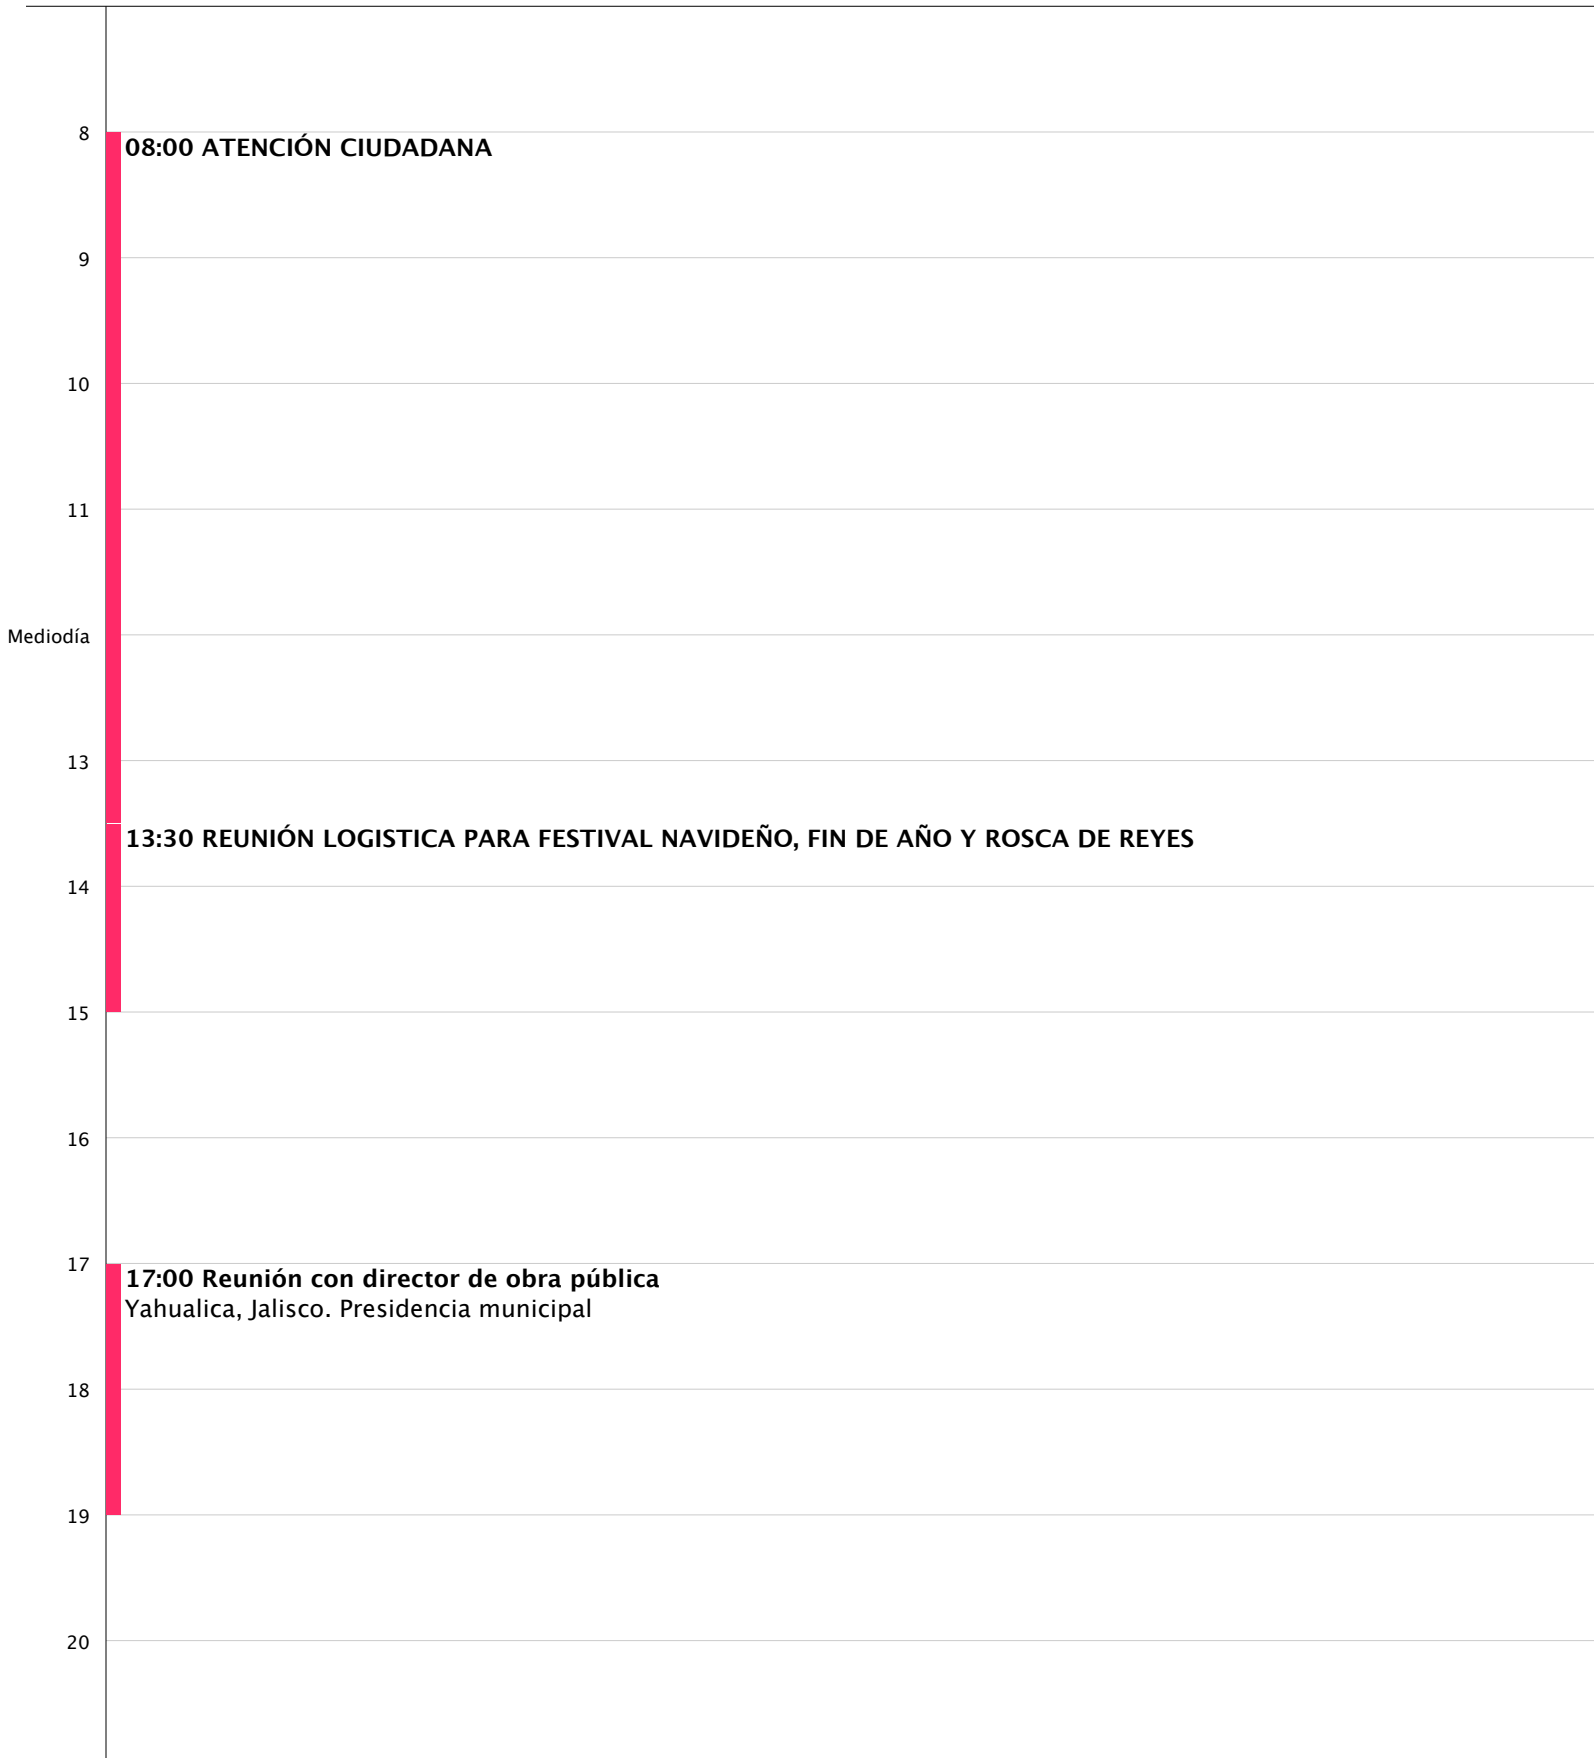 8
08:00 ATENCIÓN CIUDADANA
9
10
11
Mediodía
13
13:30 REUNIÓN LOGISTICA PARA FESTIVAL NAVIDEÑO, FIN DE AÑO Y ROSCA DE REYES
14
15
16
17
17:00 Reunión con director de obra pública
Yahualica, Jalisco. Presidencia municipal
18
19
20